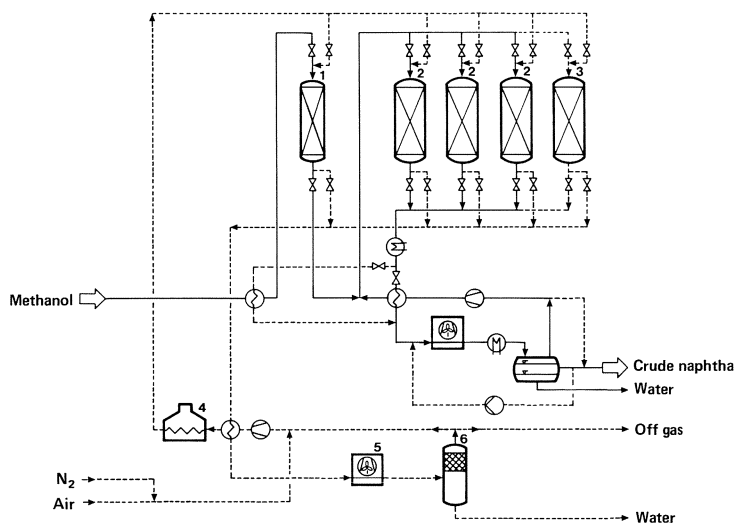 1
2
2
2
3
Methanol
Crude naphtha
Water
4
Off gas
5
6
N₂
Air
Water